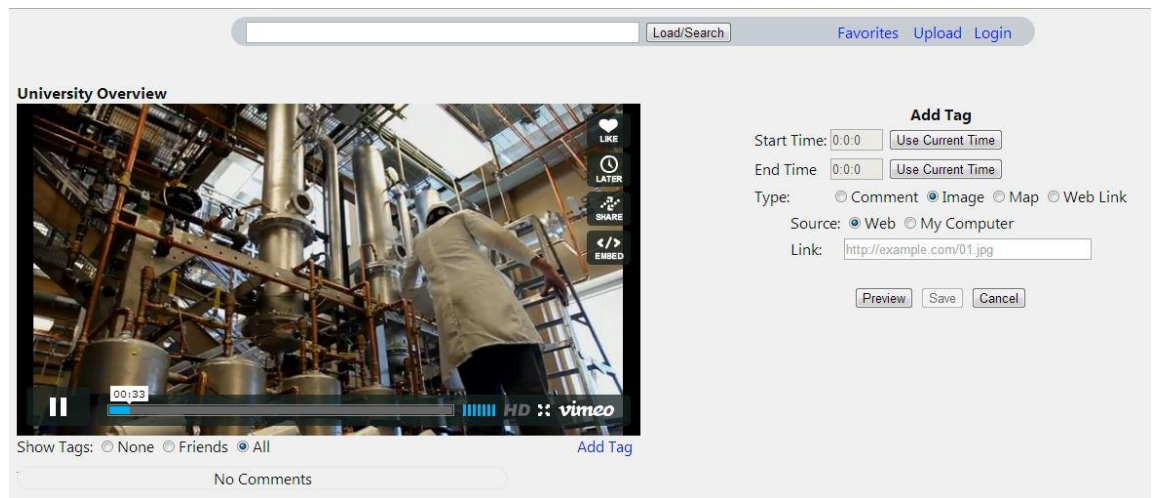 Load/Search Favorites Upload Login
University Overview
LIKE
LATER
SHARE
EMBED
00:33
HD vimeo
Show Tags: None Friends All Add Tag
No Comments
Add Tag
Start Time: 0:0:0 Use Current Time
End Time 0:0:0 Use Current Time
Type: Comment Image Map Web Link
Source: Web My Computer
Link: http://example.com/01.jpg
Preview Save Cancel